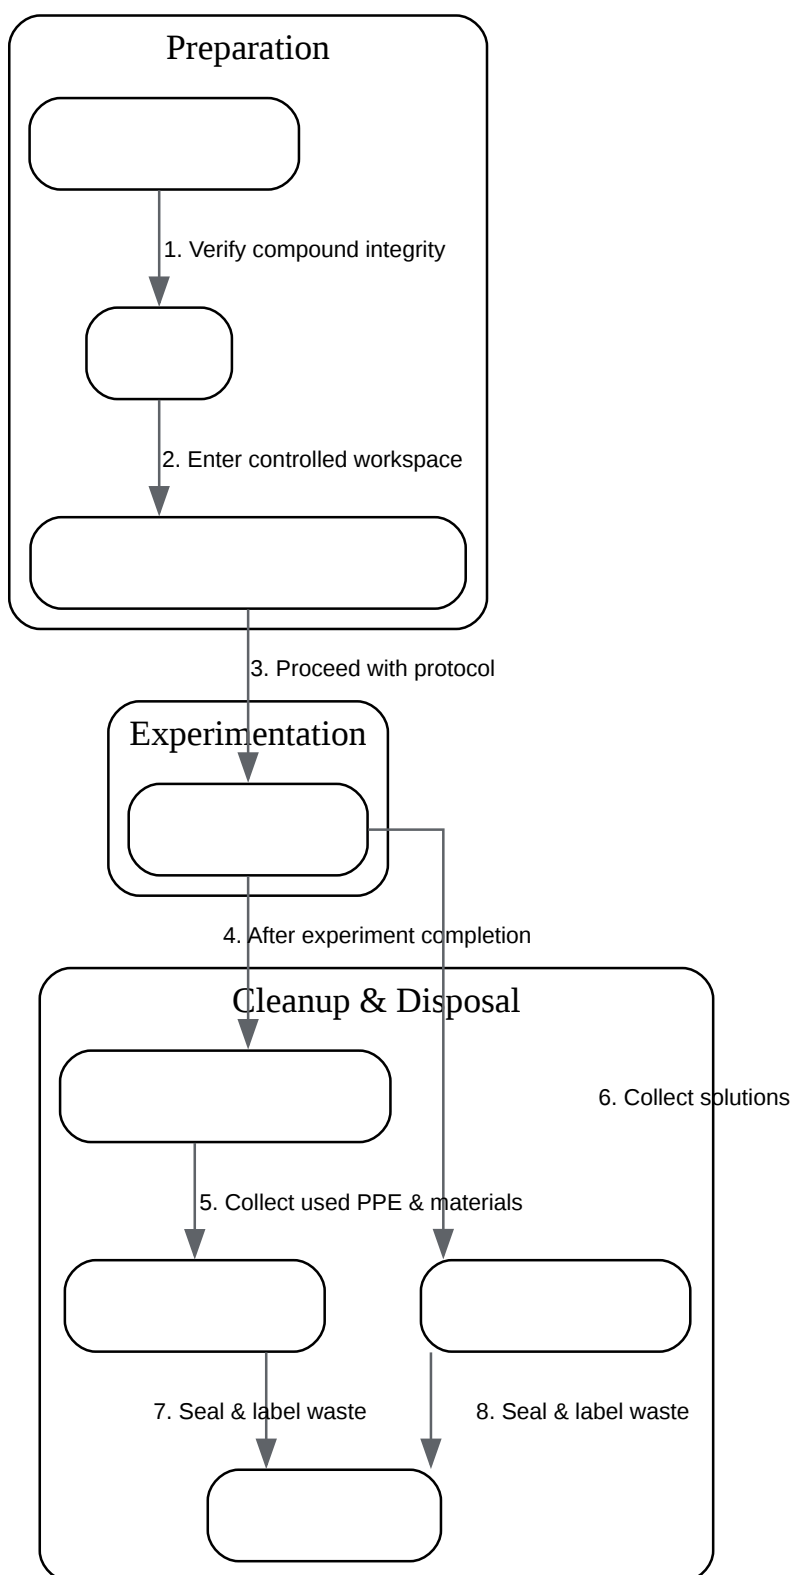 Preparation
1. Verify compound integrity
2. Enter controlled workspace
3. Proceed with protocol
Experimentation
4. After experiment completion
Cleanup & Disposal
6. Collect solutions
5. Collect used PPE & materials
7. Seal & label waste
8. Seal & label waste